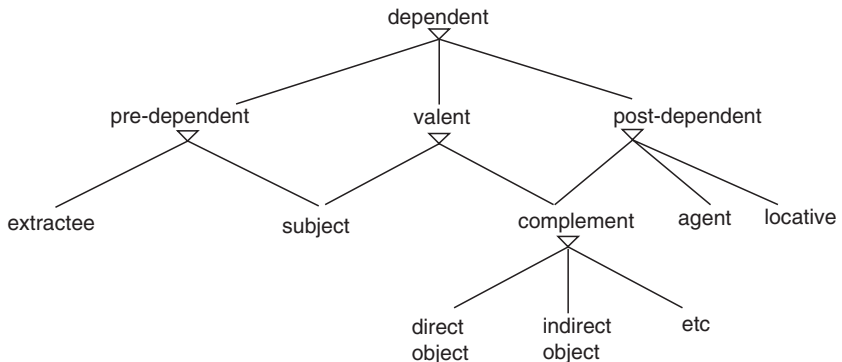 dependent
pre-dependent valent post-dependent
extractee subject complement agent locative
direct indirect etc
object object